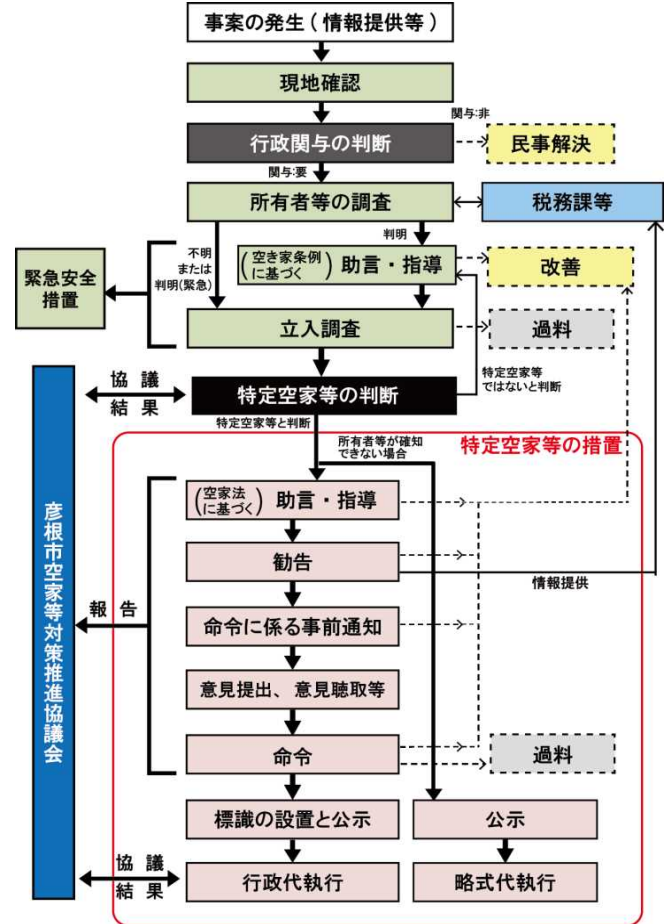 事案の発生(情報提供等)
現地確認
関与:非
行政関与の判断
民事解決
関与:要
所有者等の調査
税務課等
判明
不明
または
判明(緊急)
(空き家条例
に基づく)
助言・指導
改善
緊急安全
措置
立入調査
過料
特定空家等
ではないと判断
協議
結果
特定空家等の判断
特定空家等と判断
所有者等が確知
できない場合
特定空家等の措置
(空家法
に基づく)
助言・指導
勧告
情報提供
彦根市空家等対策推進協議会
報告
命令に係る事前通知
意見提出、意見聴取等
命令
過料
標識の設置と公示
公示
協議
結果
行政代執行
略式代執行